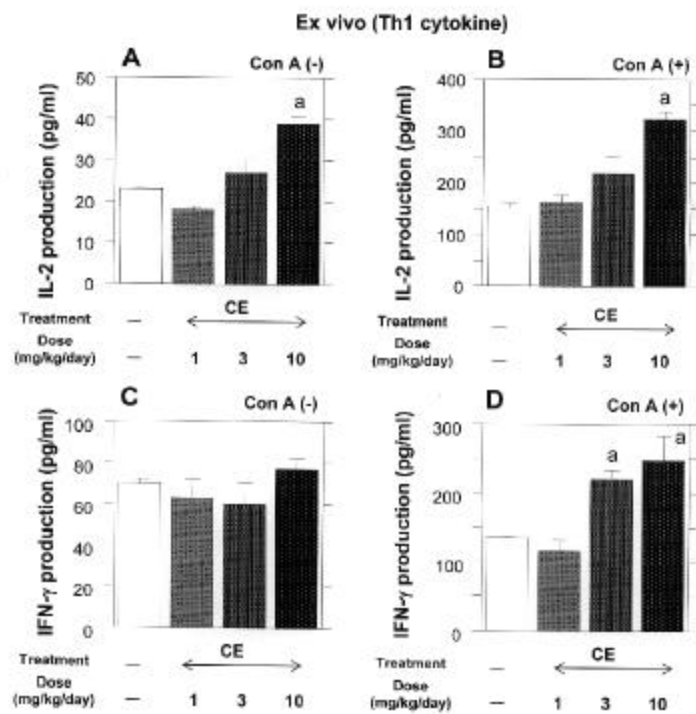 Ex vivo (Th1 cytokine)
A
Con A (-)
IL-2 production (pg/ml)
50
40
30
20
10
0
a
Treatment
—
CE
Dose
(mg/kg/day)
—
1 3 10
B
Con A (+)
IL-2 production (pg/ml)
400
300
200
150
100
0
a
Treatment
—
CE
Dose
(mg/kg/day)
—
1 3 10
C
Con A (-)
IFN-γ production (pg/ml)
100
80
60
40
20
0
Treatment
—
CE
Dose
(mg/kg/day)
—
1 3 10
D
Con A (+)
IFN-γ production (pg/ml)
300
200
100
0
a
a
Treatment
—
CE
Dose
(mg/kg/day)
—
1 3 10